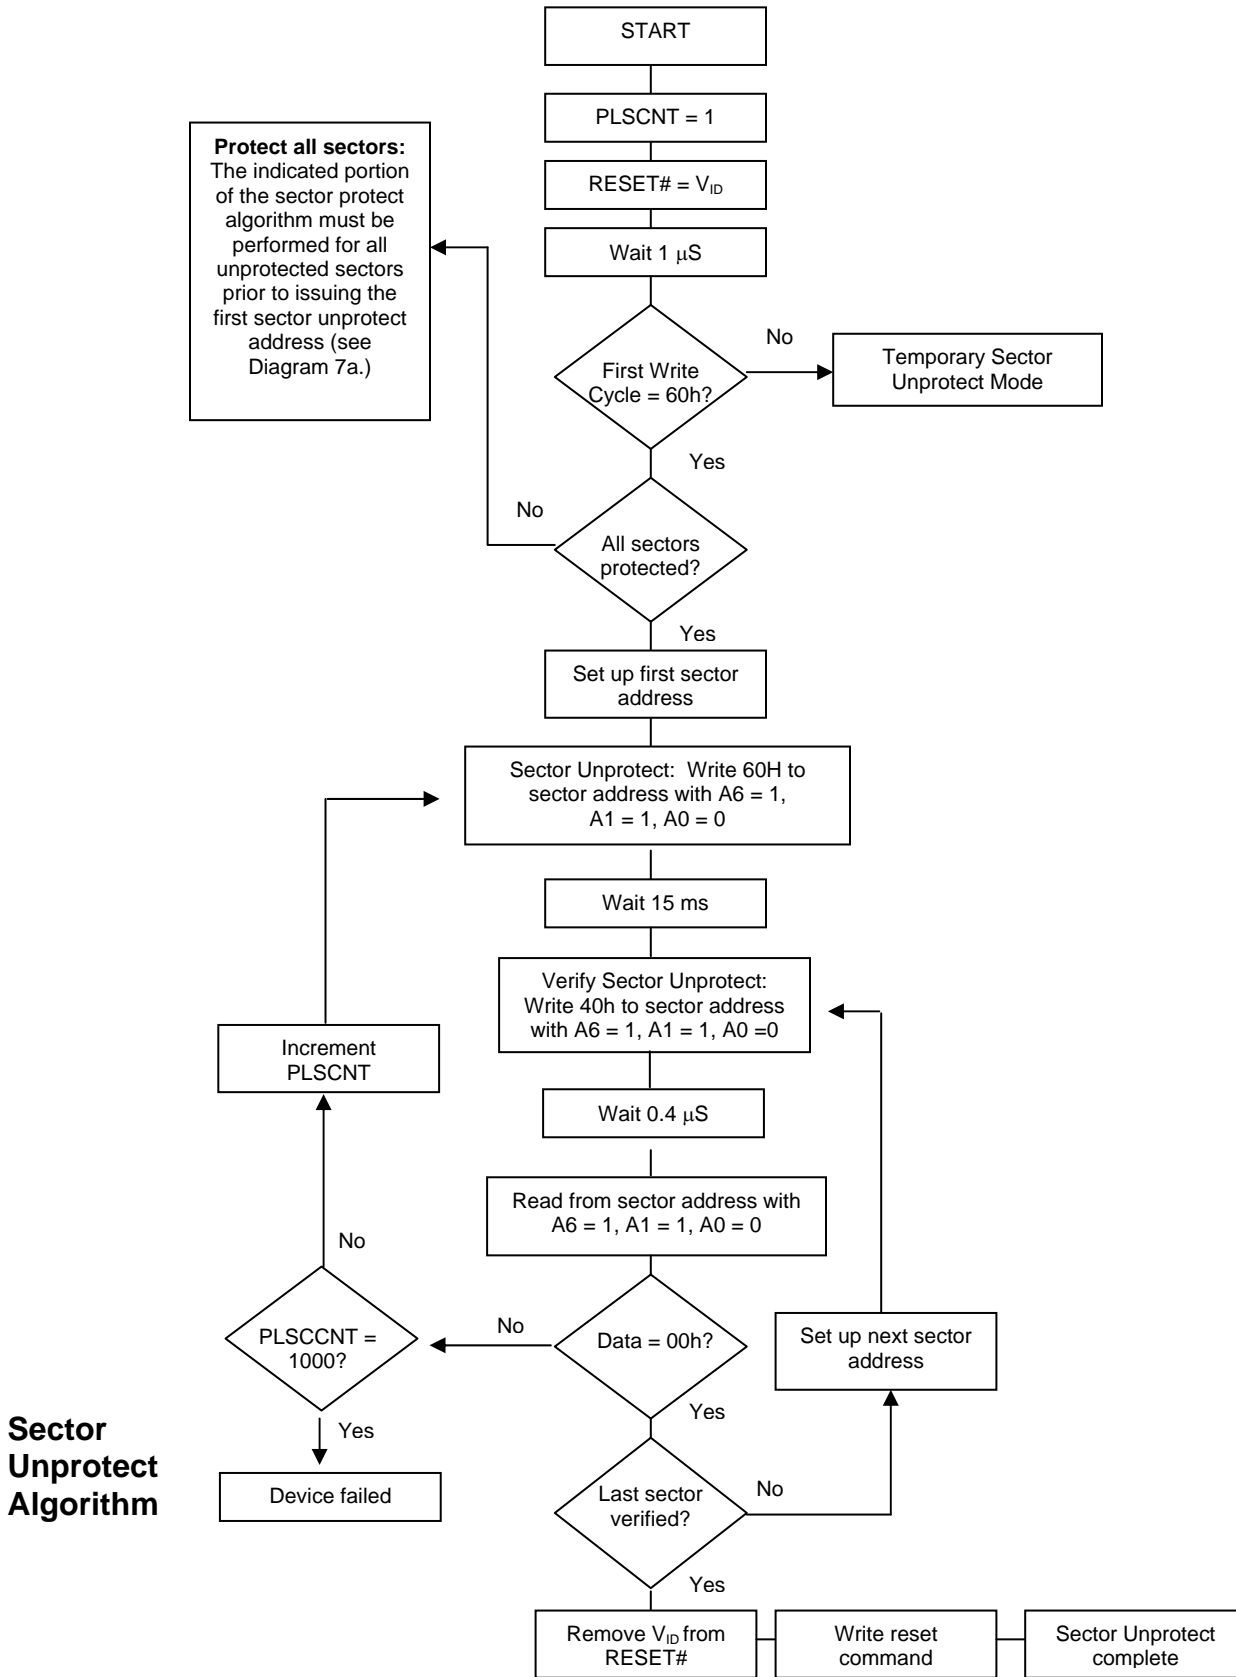 START
PLSCNT = 1
Protect all sectors:
The indicated portion
of the sector protect
algorithm must be
performed for all
unprotected sectors
prior to issuing the
first sector unprotect
address (see
Diagram 7a.)
RESET# = VID
Wait 1 μS
First Write
Cycle = 60h?
No
Temporary Sector
Unprotect Mode
Yes
No
All sectors
protected?
Yes
Set up first sector
address
Sector Unprotect: Write 60H to
sector address with A6 = 1,
A1 = 1, A0 = 0
Wait 15 ms
Verify Sector Unprotect:
Write 40h to sector address
with A6 = 1, A1 = 1, A0 =0
Increment
PLSCNT
Wait 0.4 μS
Read from sector address with
A6 = 1, A1 = 1, A0 = 0
No
PLSCCNT =
1000?
No
Data = 00h?
Set up next sector
address
Yes
Yes
Sector
Unprotect
Algorithm
Device failed
Last sector
verified?
No
Yes
Remove VID from
RESET#
Write reset
command
Sector Unprotect
complete